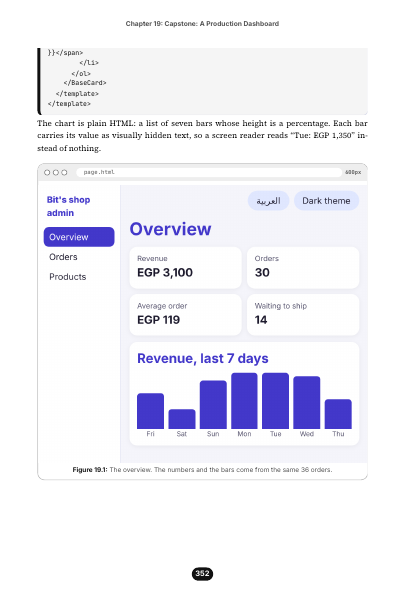 Chapter 19: Capstone: A Production Dashboard
}}</span>
</li>
</ol>
</BaseCard>
</template>
</template>
The chart is plain HTML: a list of seven bars whose height is a percentage. Each bar
carries its value as visually hidden text, so a screen reader reads “Tue: EGP 1,350” in-
stead of nothing.
page.html
600px
Bit's shop
admin
Overview
Orders
Products
العربية
Dark theme
Overview
Revenue
EGP 3,100
Orders
30
Average order
EGP 119
Waiting to ship
14
Revenue, last 7 days
Fri Sat Sun Mon Tue Wed Thu
Figure 19.1: The overview. The numbers and the bars come from the same 36 orders.
352